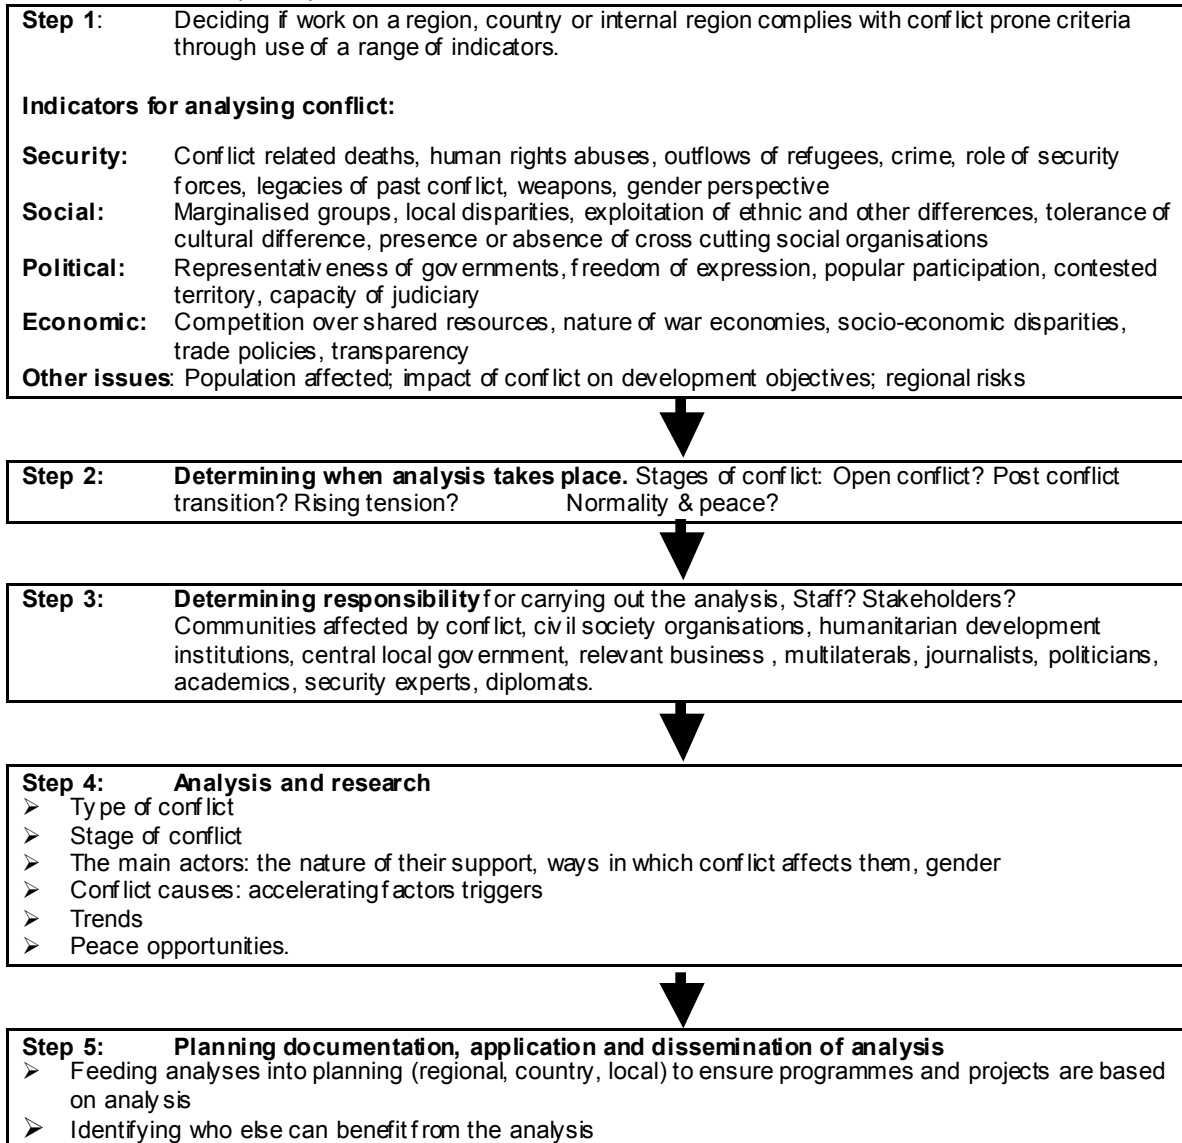 Step 1: Deciding if work on a region, country or internal region complies with conflict prone criteria
through use of a range of indicators.
Indicators for analysing conflict:
Security: Conflict related deaths, human rights abuses, outflows of refugees, crime, role of security
forces, legacies of past conflict, weapons, gender perspective
Social: Marginalised groups, local disparities, exploitation of ethnic and other differences, tolerance of
cultural difference, presence or absence of cross cutting social organisations
Political: Representativeness of governments, freedom of expression, popular participation, contested
territory, capacity of judiciary
Economic: Competition over shared resources, nature of war economies, socio-economic disparities,
trade policies, transparency
Other issues: Population affected; impact of conflict on development objectives; regional risks
Step 2: Determining when analysis takes place. Stages of conflict: Open conflict? Post conflict
transition? Rising tension? Normality & peace?
Step 3: Determining responsibility for carrying out the analysis, Staff? Stakeholders?
Communities affected by conflict, civil society organisations, humanitarian development
institutions, central local government, relevant business , multilaterals, journalists, politicians,
academics, security experts, diplomats.
Step 4: Analysis and research
➢ Type of conflict
➢ Stage of conflict
➢ The main actors: the nature of their support, ways in which conflict affects them, gender
➢ Conflict causes: accelerating factors triggers
➢ Trends
➢ Peace opportunities.
Step 5: Planning documentation, application and dissemination of analysis
➢ Feeding analyses into planning (regional, country, local) to ensure programmes and projects are based
on analysis
➢ Identifying who else can benefit from the analysis